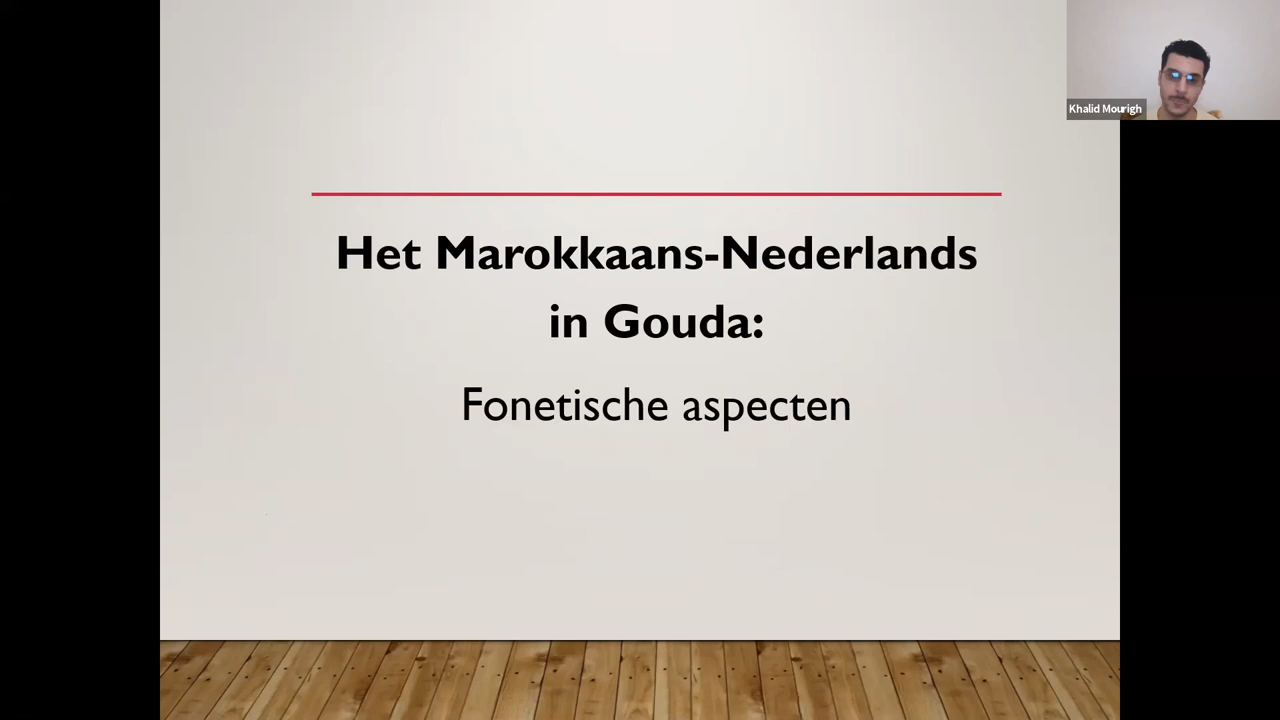 Khalid Mourigh
Het Marokkaans-Nederlands
in Gouda:
Fonetische aspecten